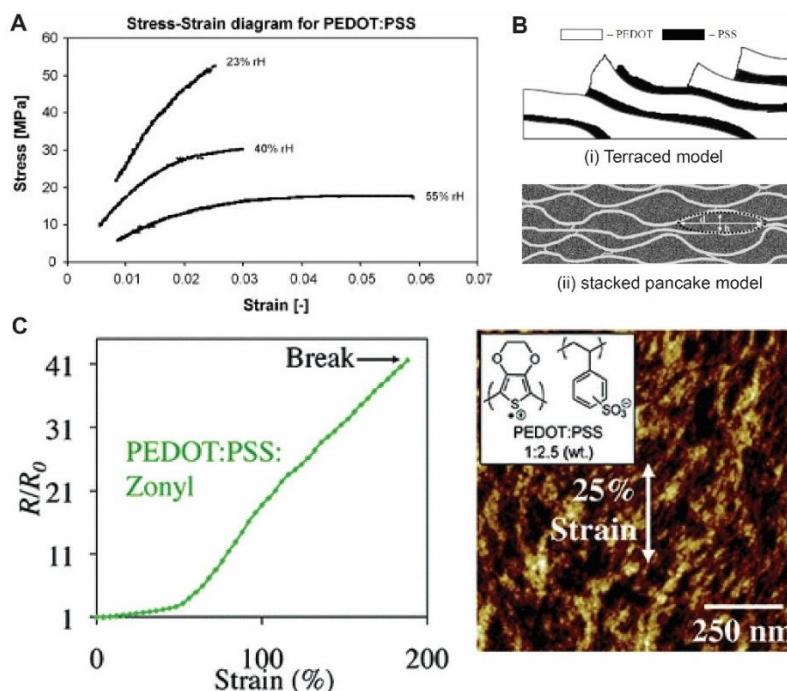 A
Stress-Strain diagram for PEDOT:PSS
Stress [MPa]
60
50
40
30
20
10
0
23% rH
40% rH
55% rH
0 0.01 0.02 0.03 0.04 0.05 0.06 0.07
Strain [-]
B
– PEDOT – PSS
(i) Terraced model
(ii) stacked pancake model
C
R/R0
41
31
21
11
1
Break
PEDOT:PSS:
Zonyl
0 100 200
Strain (%)
O O
S
SO3⊖
PEDOT:PSS
1:2.5 (wt.)
25%
Strain
250 nm